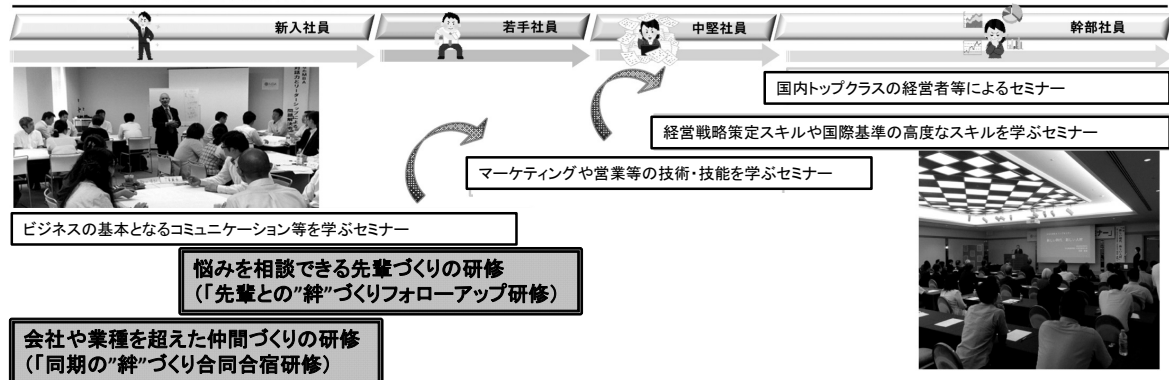 新入社員
若手社員
中堅社員
幹部社員
国内トップクラスの経営者等によるセミナー
経営戦略策定スキルや国際基準の高度なスキルを学ぶセミナー
マーケティングや営業等の技術・技能を学ぶセミナー
ビジネスの基本となるコミュニケーション等を学ぶセミナー
悩みを相談できる先輩づくりの研修
(「先輩との”絆”づくりフォローアップ研修)
会社や業種を超えた仲間づくりの研修
(「同期の”絆”づくり合同合宿研修)